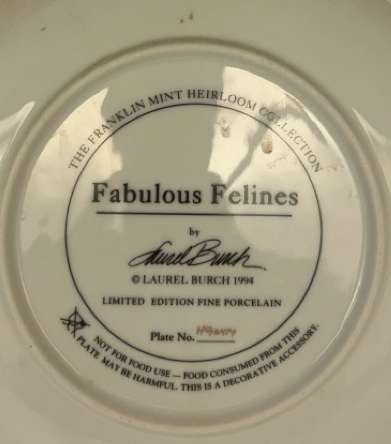 THE FRANKLIN MINT HEIRLOOM COLLECTION
Fabulous Felines
by
Laurel Burch
© LAUREL BURCH 1994
LIMITED EDITION FINE PORCELAIN
Plate No.
NOT FOR FOOD USE — FOOD CONSUMED FROM THIS
PLATE MAY BE HARMFUL. THIS IS A DECORATIVE ACCESSORY.